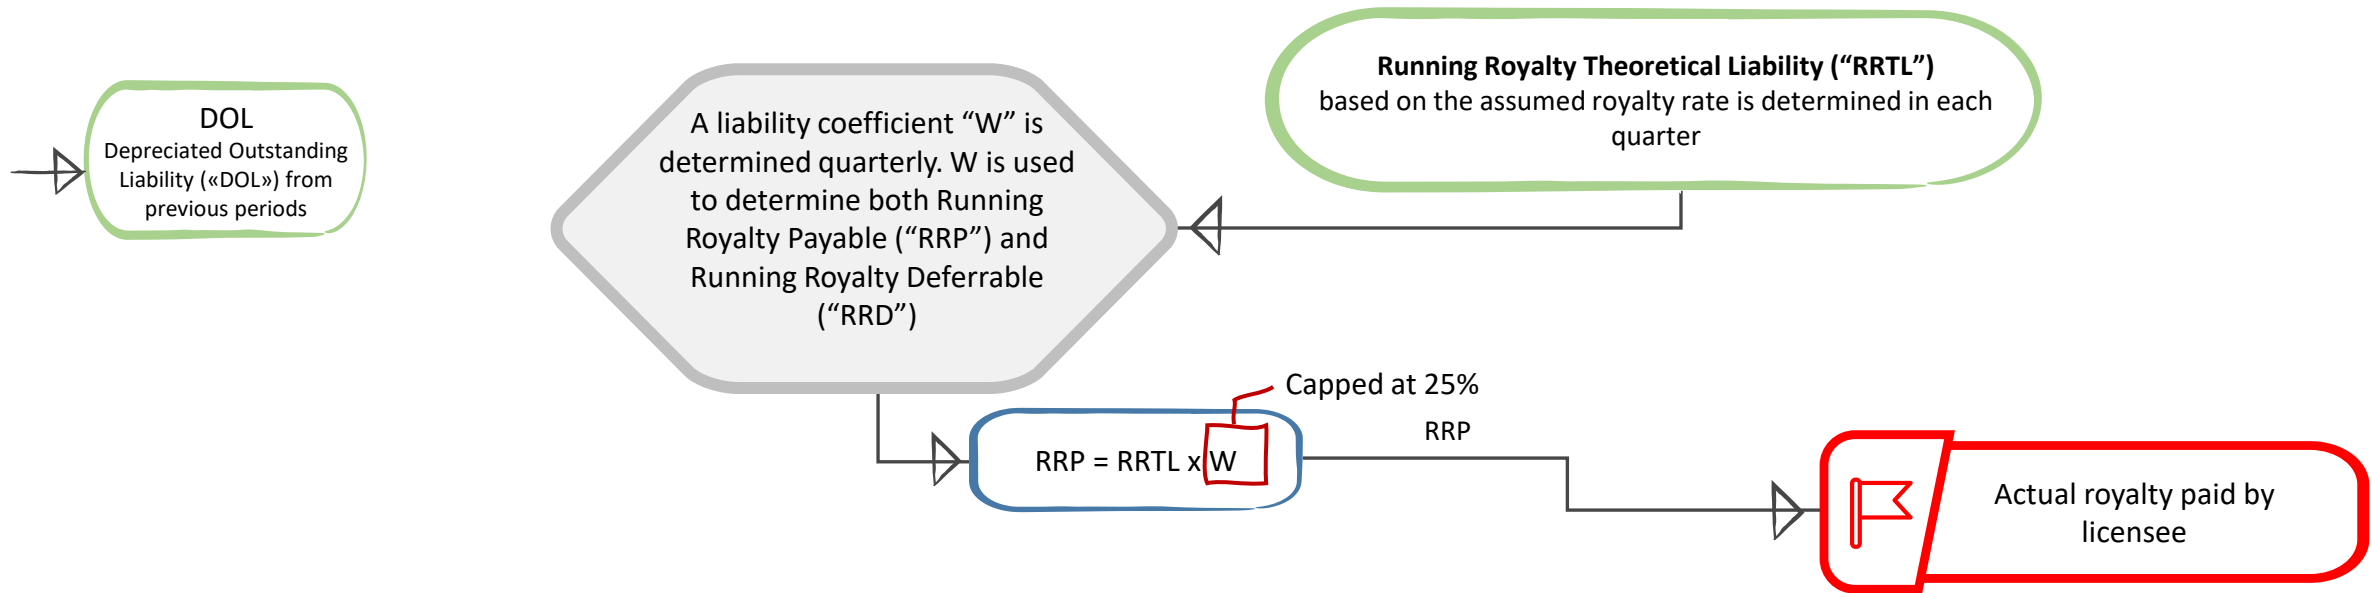 DOL
Depreciated Outstanding
Liability («DOL») from
previous periods
A liability coefficient “W” is
determined quarterly. W is used
to determine both Running
Royalty Payable (“RRP”) and
Running Royalty Deferrable
(“RRD”)
Running Royalty Theoretical Liability (“RRTL”)
based on the assumed royalty rate is determined in each
quarter
Capped at 25%
RRP = RRTL x W
RRP
Actual royalty paid by
licensee